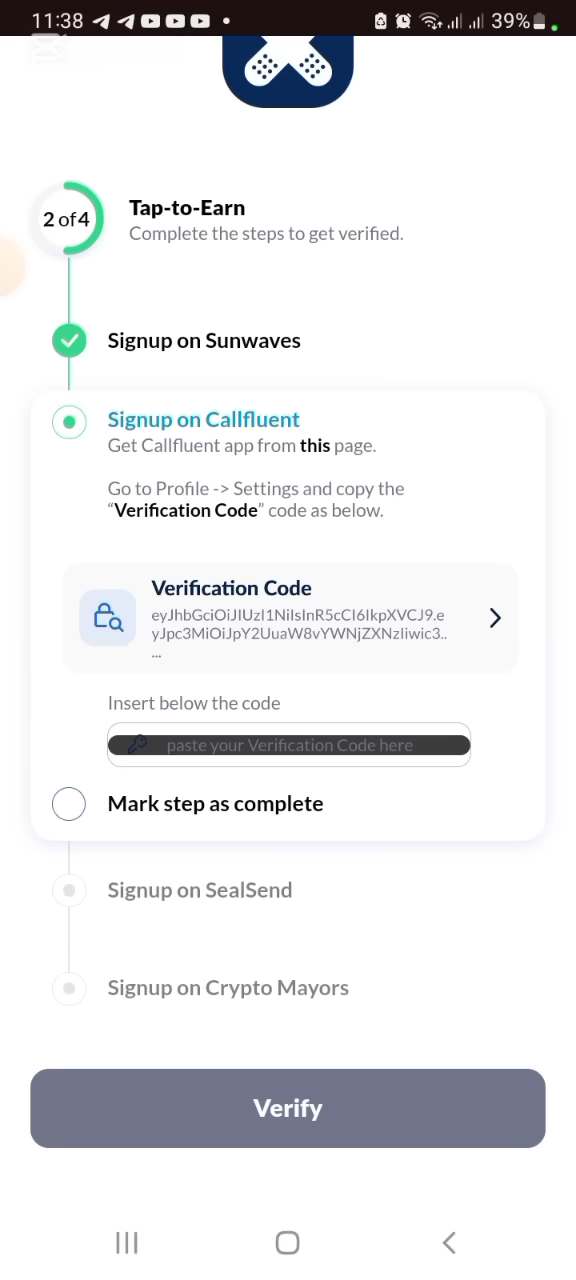 11:38
39%
2 of 4
Tap-to-Earn
Complete the steps to get verified.
Signup on Sunwaves
Signup on Callfluent
Get Callfluent app from this page.
Go to Profile -> Settings and copy the
“Verification Code” code as below.
Verification Code
eyJhbGciOiJIUzI1NiIsInR5cCI6IkpXVCJ9.e
yJpc3MiOiJpY2UuaW8vYWNjZXNzIiwic3..
...
Insert below the code
paste your Verification Code here
Mark step as complete
Signup on SealSend
Signup on Crypto Mayors
Verify